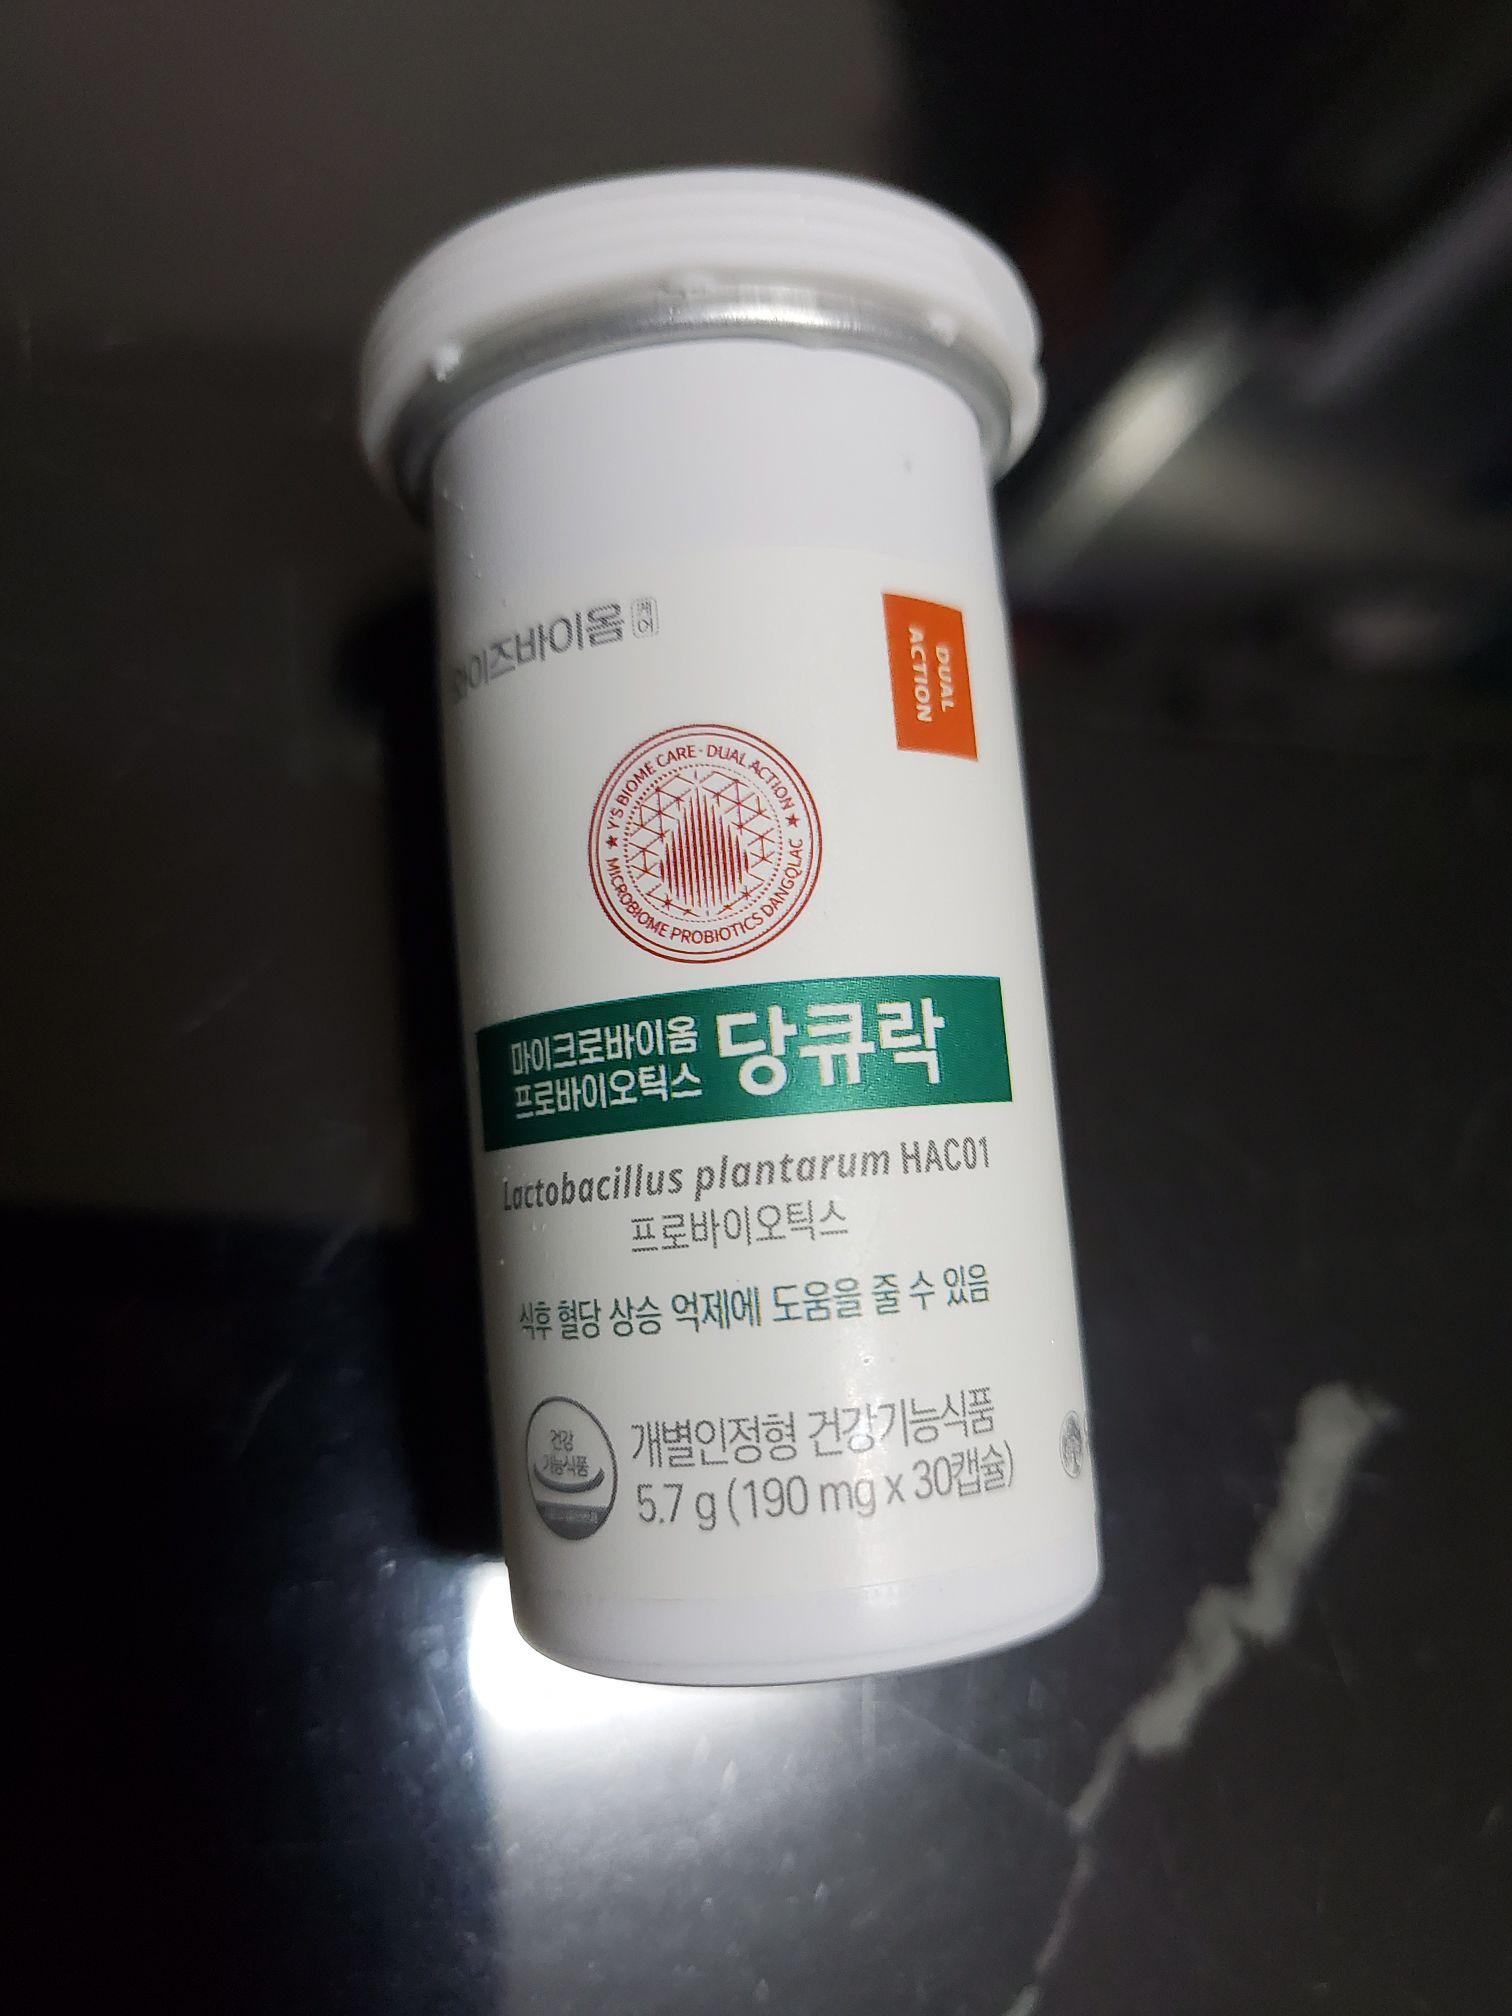 와이즈바이옴 케어
DUAL
ACTION
★ Y'S BIOME CARE · DUAL ACTION ★
MICROBIOME PROBIOTICS DANGQLAC
마이크로바이옴
프로바이오틱스
당큐락
Lactobacillus plantarum HAC01
프로바이오틱스
식후 혈당 상승 억제에 도움을 줄 수 있음
건강
기능식품
개별인정형 건강기능식품
5.7 g (190 mg x 30캡슐)